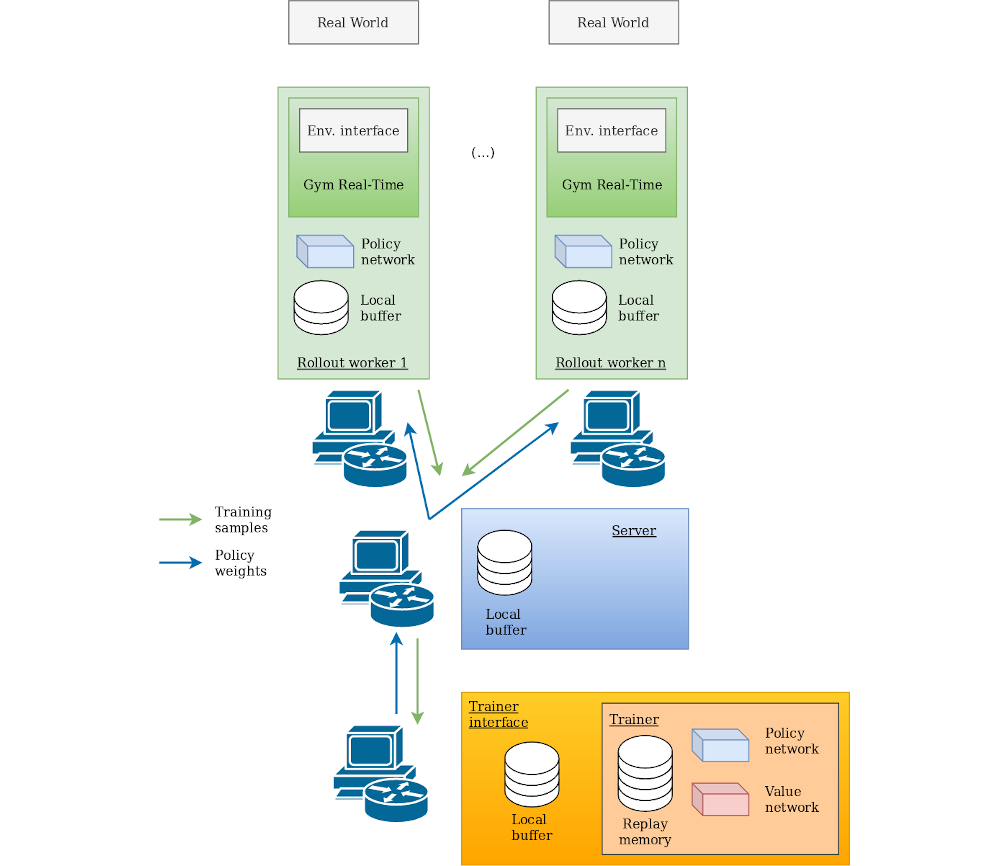 Real World
Real World
Env. interface
Env. interface
(...)
Gym Real-Time
Gym Real-Time
Policy
network
Policy
network
Local
buffer
Local
buffer
Rollout worker 1
Rollout worker n
Training
samples
Policy
weights
Server
Local
buffer
Trainer
interface
Trainer
Policy
network
Value
network
Local
buffer
Replay
memory